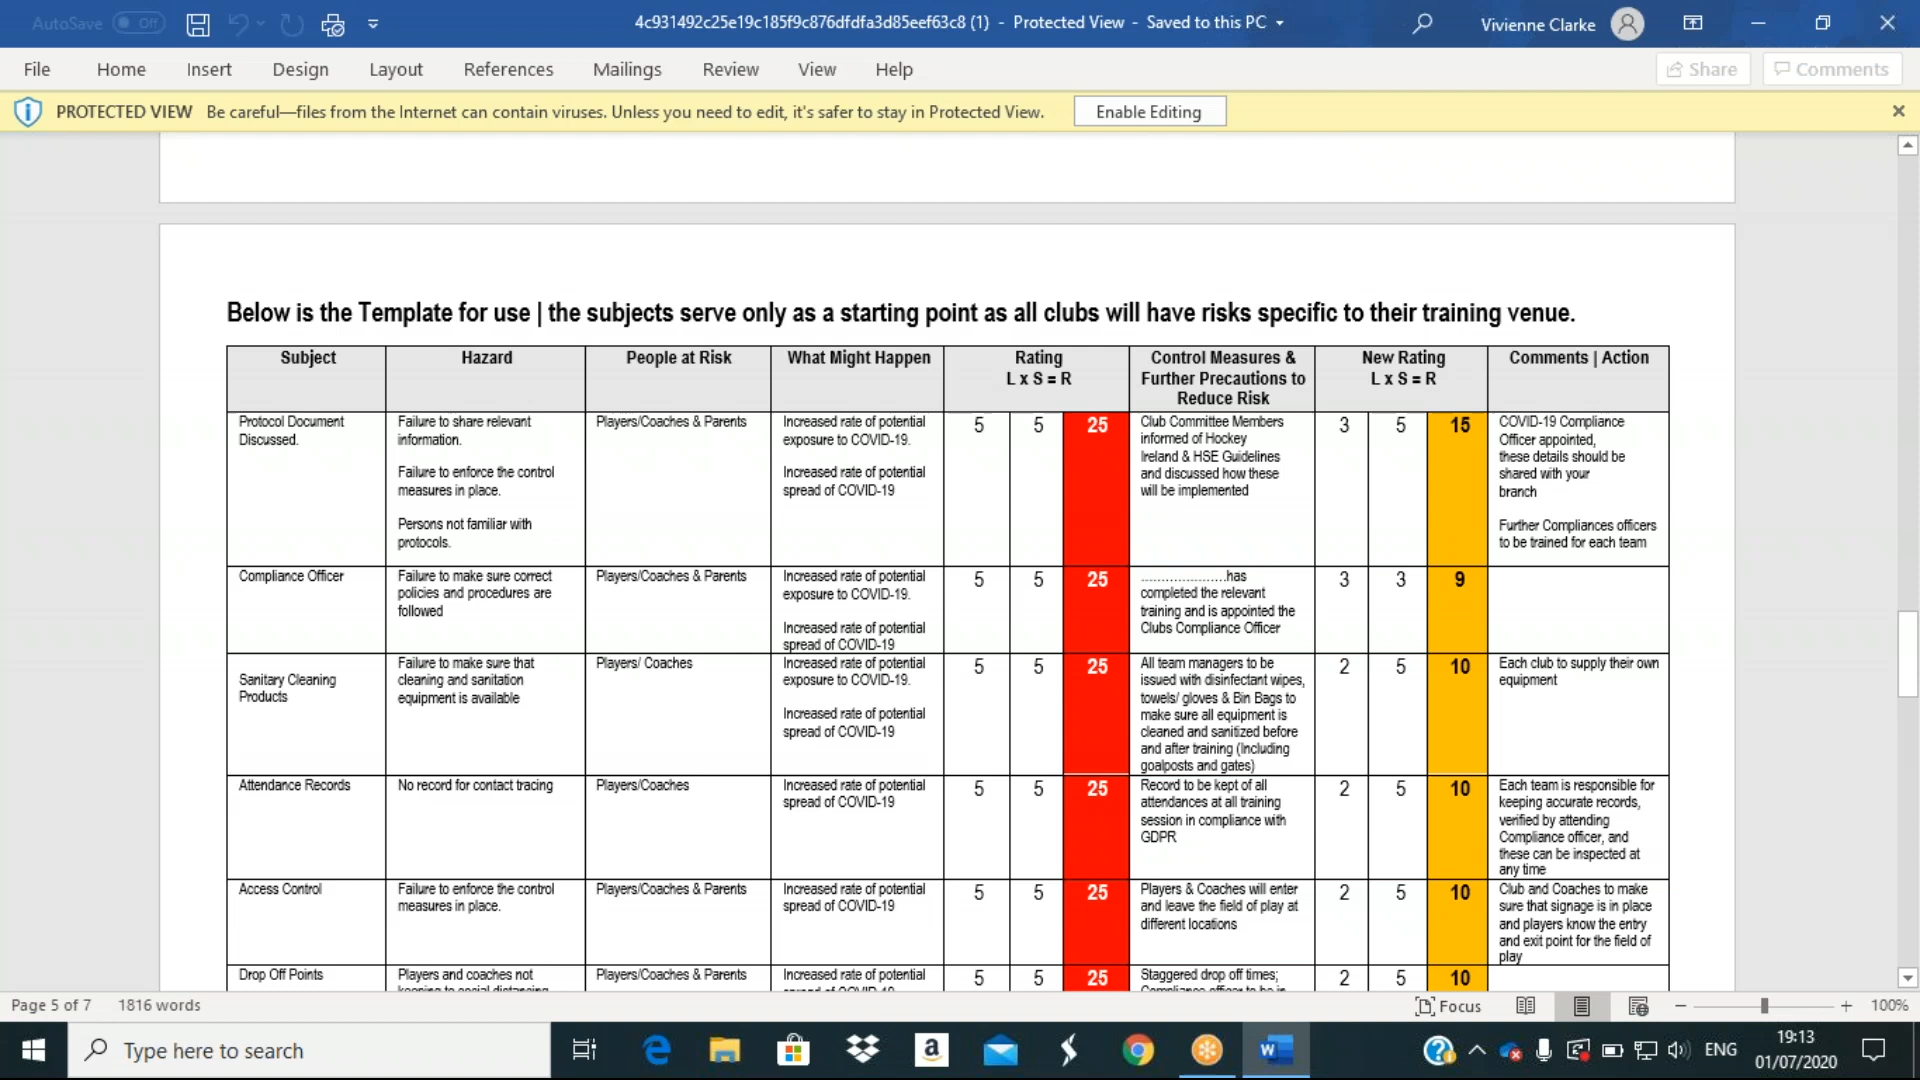 AutoSave Off 4c931492c25e19c185f9c876dfdfa3d85eef63c8 (1) - Protected View - Saved to this PC Vivienne Clarke
File Home Insert Design Layout References Mailings Review View Help Share Comments
PROTECTED VIEW Be careful—files from the Internet can contain viruses. Unless you need to edit, it's safer to stay in Protected View. Enable Editing
Below is the Template for use | the subjects serve only as a starting point as all clubs will have risks specific to their training venue.
Subject
Hazard
People at Risk
What Might Happen
Rating
L x S = R
Control Measures &
Further Precautions to
Reduce Risk
New Rating
L x S = R
Comments | Action
Protocol Document
Discussed.
Failure to share relevant
information.
Failure to enforce the control
measures in place.
Persons not familiar with
protocols.
Players/Coaches & Parents
Increased rate of potential
exposure to COVID-19.
Increased rate of potential
spread of COVID-19
5 5 25
Club Committee Members
informed of Hockey
Ireland & HSE Guidelines
and discussed how these
will be implemented
3 5 15
COVID-19 Compliance
Officer appointed,
these details should be
shared with your
branch
Further Compliances officers
to be trained for each team
Compliance Officer
Failure to make sure correct
policies and procedures are
followed
Players/Coaches & Parents
Increased rate of potential
exposure to COVID-19.
Increased rate of potential
spread of COVID-19
5 5 25
.....................has
completed the relevant
training and is appointed the
Clubs Compliance Officer
3 3 9
Sanitary Cleaning
Products
Failure to make sure that
cleaning and sanitation
equipment is available
Players/ Coaches
Increased rate of potential
exposure to COVID-19.
Increased rate of potential
spread of COVID-19
5 5 25
All team managers to be
issued with disinfectant wipes,
towels/ gloves & Bin Bags to
make sure all equipment is
cleaned and sanitized before
and after training (Including
goalposts and gates)
2 5 10
Each club to supply their own
equipment
Attendance Records
No record for contact tracing
Players/Coaches
Increased rate of potential
spread of COVID-19
5 5 25
Record to be kept of all
attendances at all training
session in compliance with
GDPR
2 5 10
Each team is responsible for
keeping accurate records,
verified by attending
Compliance officer, and
these can be inspected at
any time
Access Control
Failure to enforce the control
measures in place.
Players/Coaches & Parents
Increased rate of potential
spread of COVID-19
5 5 25
Players & Coaches will enter
and leave the field of play at
different locations
2 5 10
Club and Coaches to make
sure that signage is in place
and players know the entry
and exit point for the field of
play
Drop Off Points
Players and coaches not
keeping to social distancing
Players/Coaches & Parents
Increased rate of potential
spread of COVID-19
5 5 25
Staggered drop off times;
Compliance officer to be in
2 5 10
Page 5 of 7 1816 words Focus 100%
Type here to search ENG 19:13
01/07/2020